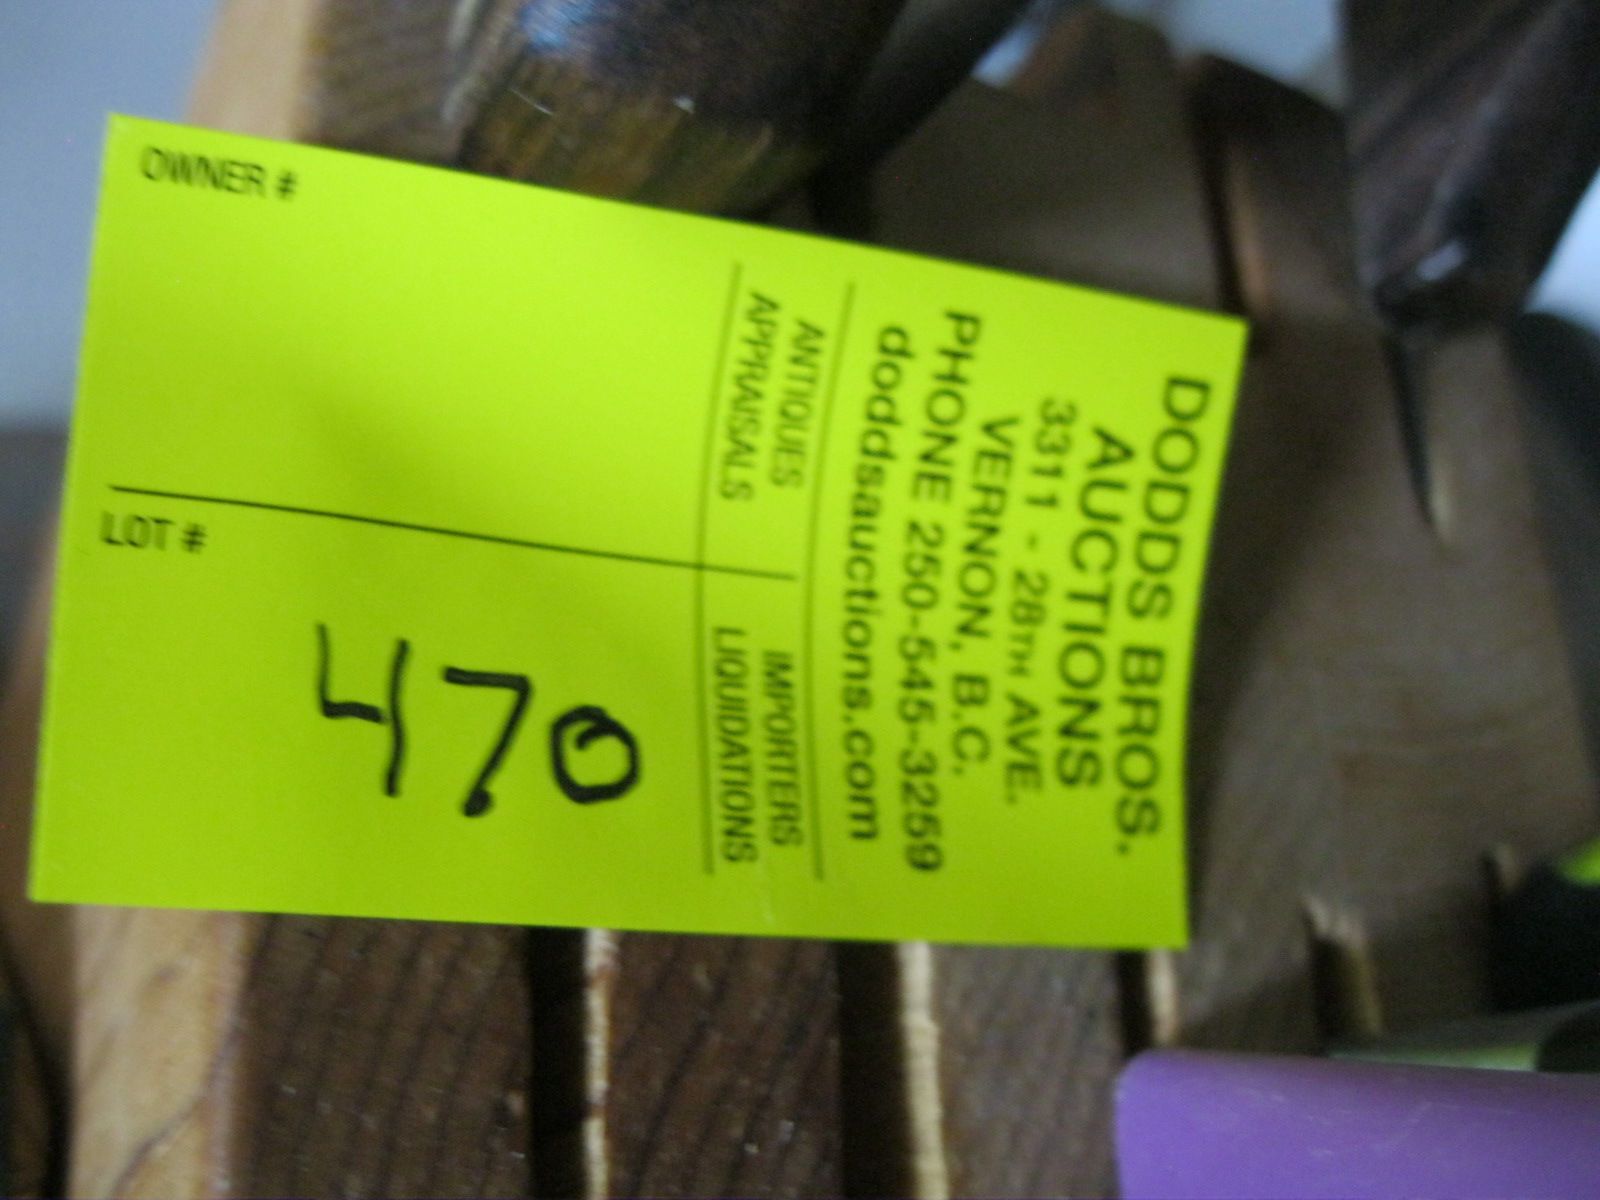 DODDS BROS.
AUCTIONS
3311 - 28TH AVE.
VERNON, B.C.
PHONE 250-545-3259
doddsauctions.com
ANTIQUES
APPRAISALS
IMPORTERS
LIQUIDATIONS
OWNER #
LOT #
470